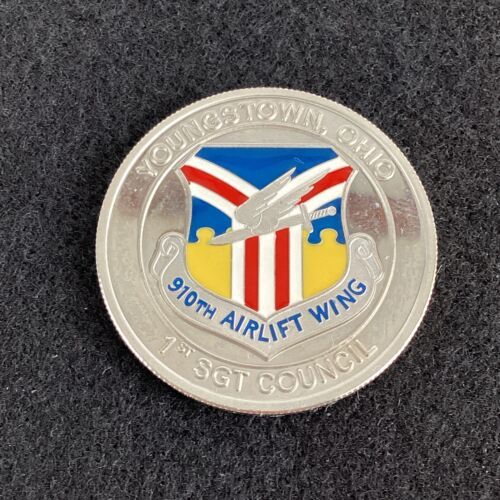 YOUNGSTOWN, OHIO
910TH AIRLIFT WING
1ST SGT COUNCIL